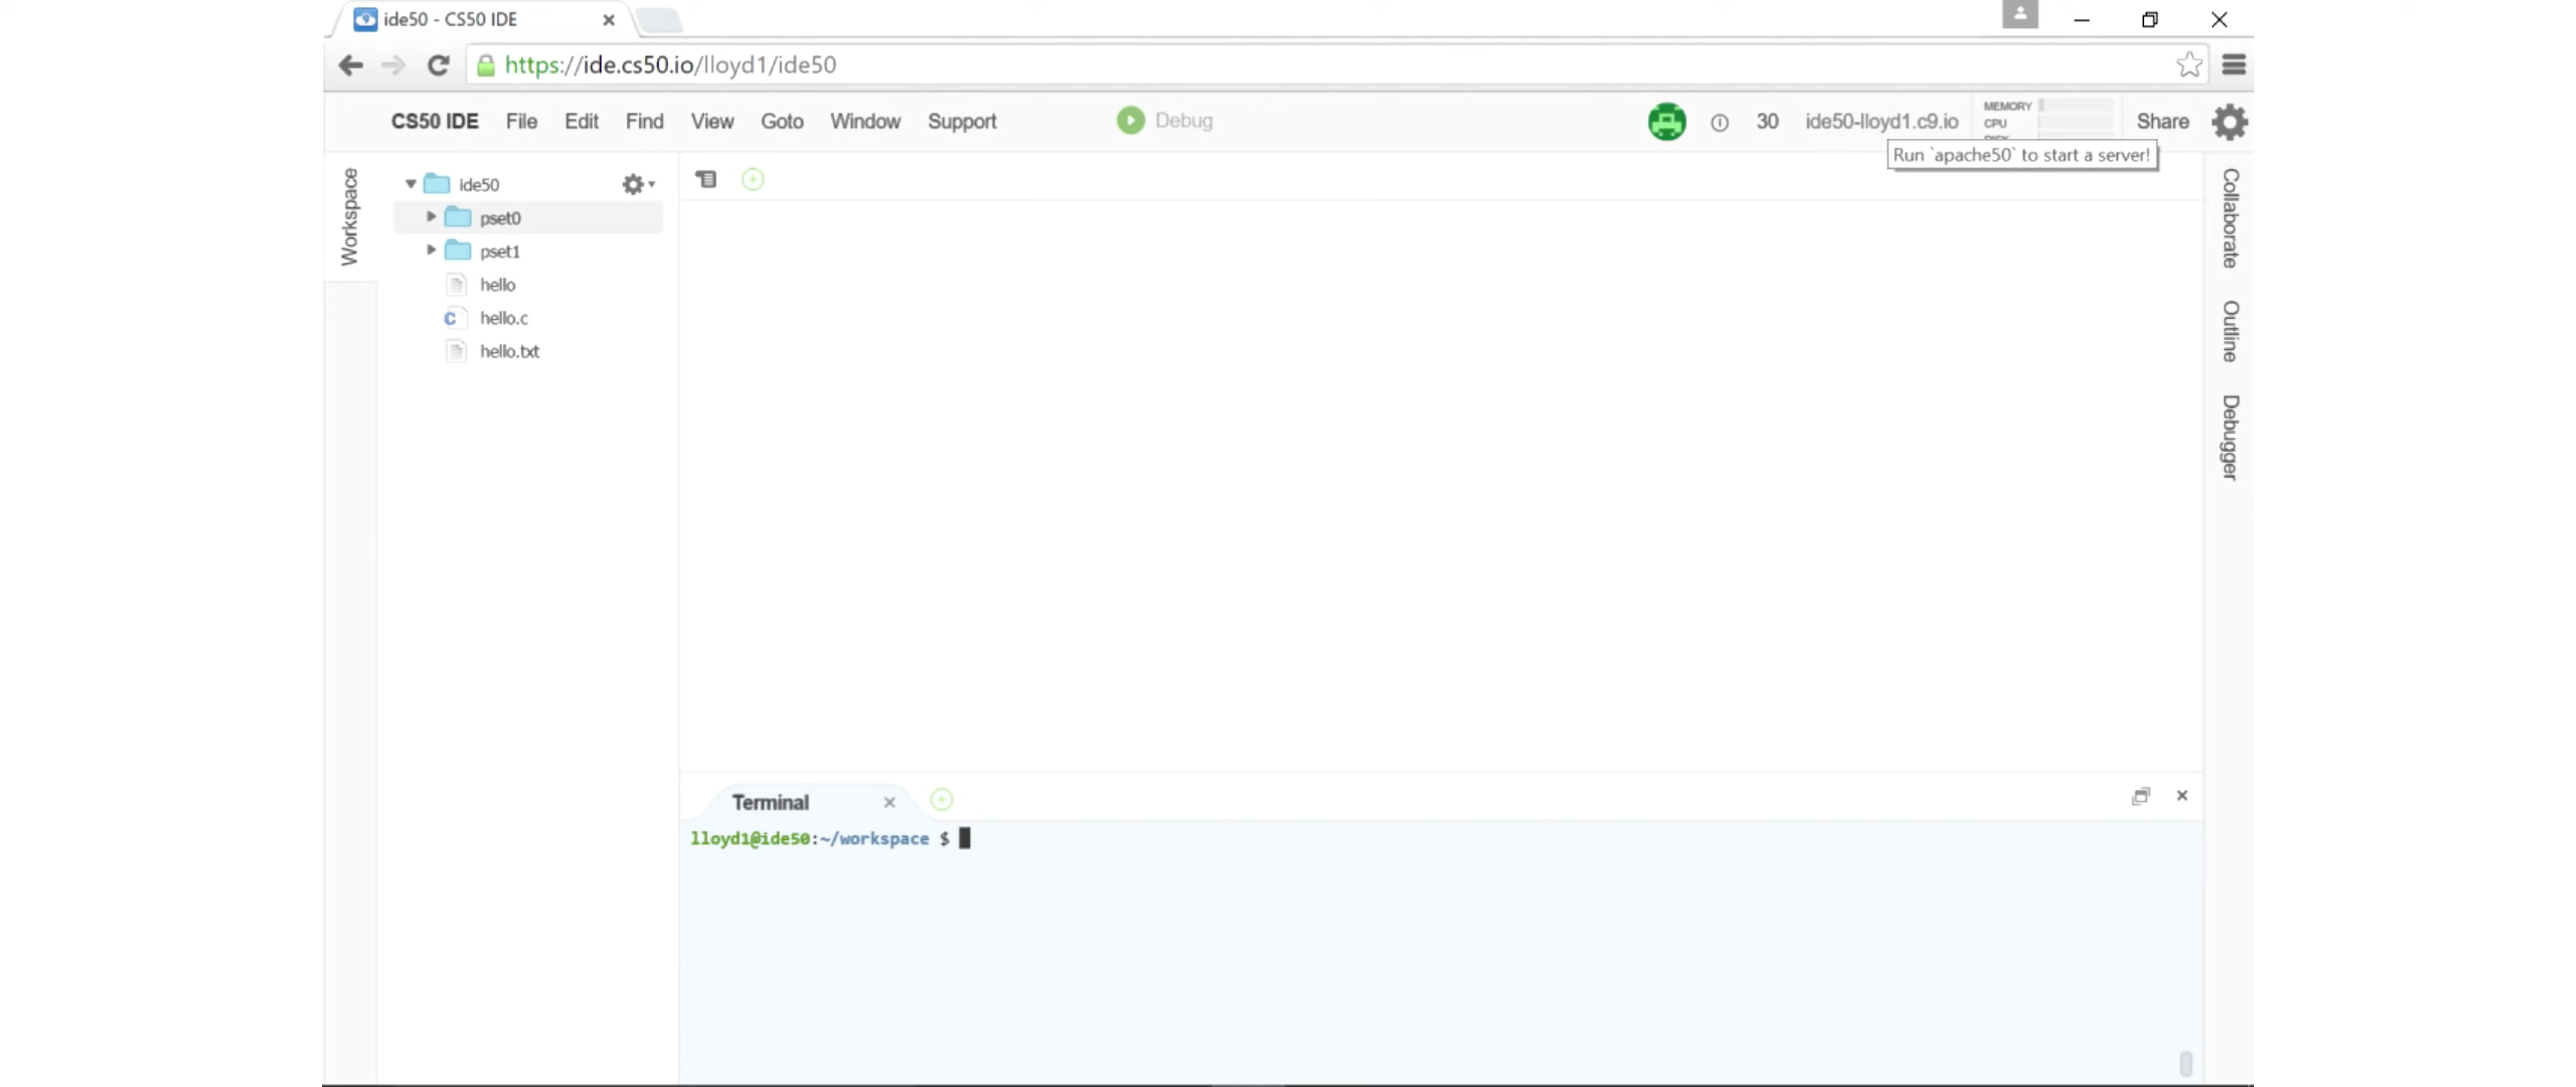 ide50 - CS50 IDE
https://ide.cs50.io/lloyd1/ide50
CS50 IDE File Edit Find View Goto Window Support Debug 30 ide50-lloyd1.c9.io MEMORY Share
CPU
DISK
Run `apache50` to start a server!
Workspace
ide50
pset0
pset1
hello
hello.c
hello.txt
Collaborate
Outline
Debugger
Terminal
lloyd1@ide50:~/workspace $